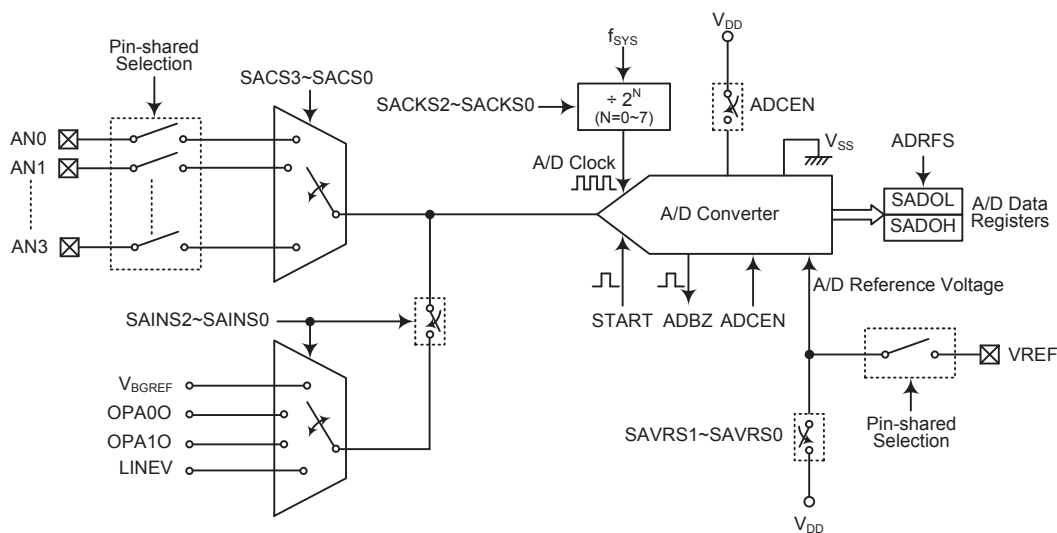 Pin-shared
Selection
SACS3~SACS0
AN0
AN1
AN3
fSYS
SACKS2~SACKS0
÷ 2N
(N=0~7)
A/D Clock
VDD
ADCEN
VSS
A/D Converter
ADRFS
SADOL
SADOH
A/D Data
Registers
START
ADBZ
ADCEN
A/D Reference Voltage
VREF
Pin-shared
Selection
SAVRS1~SAVRS0
VDD
SAINS2~SAINS0
VBGREF
OPA0O
OPA1O
LINEV